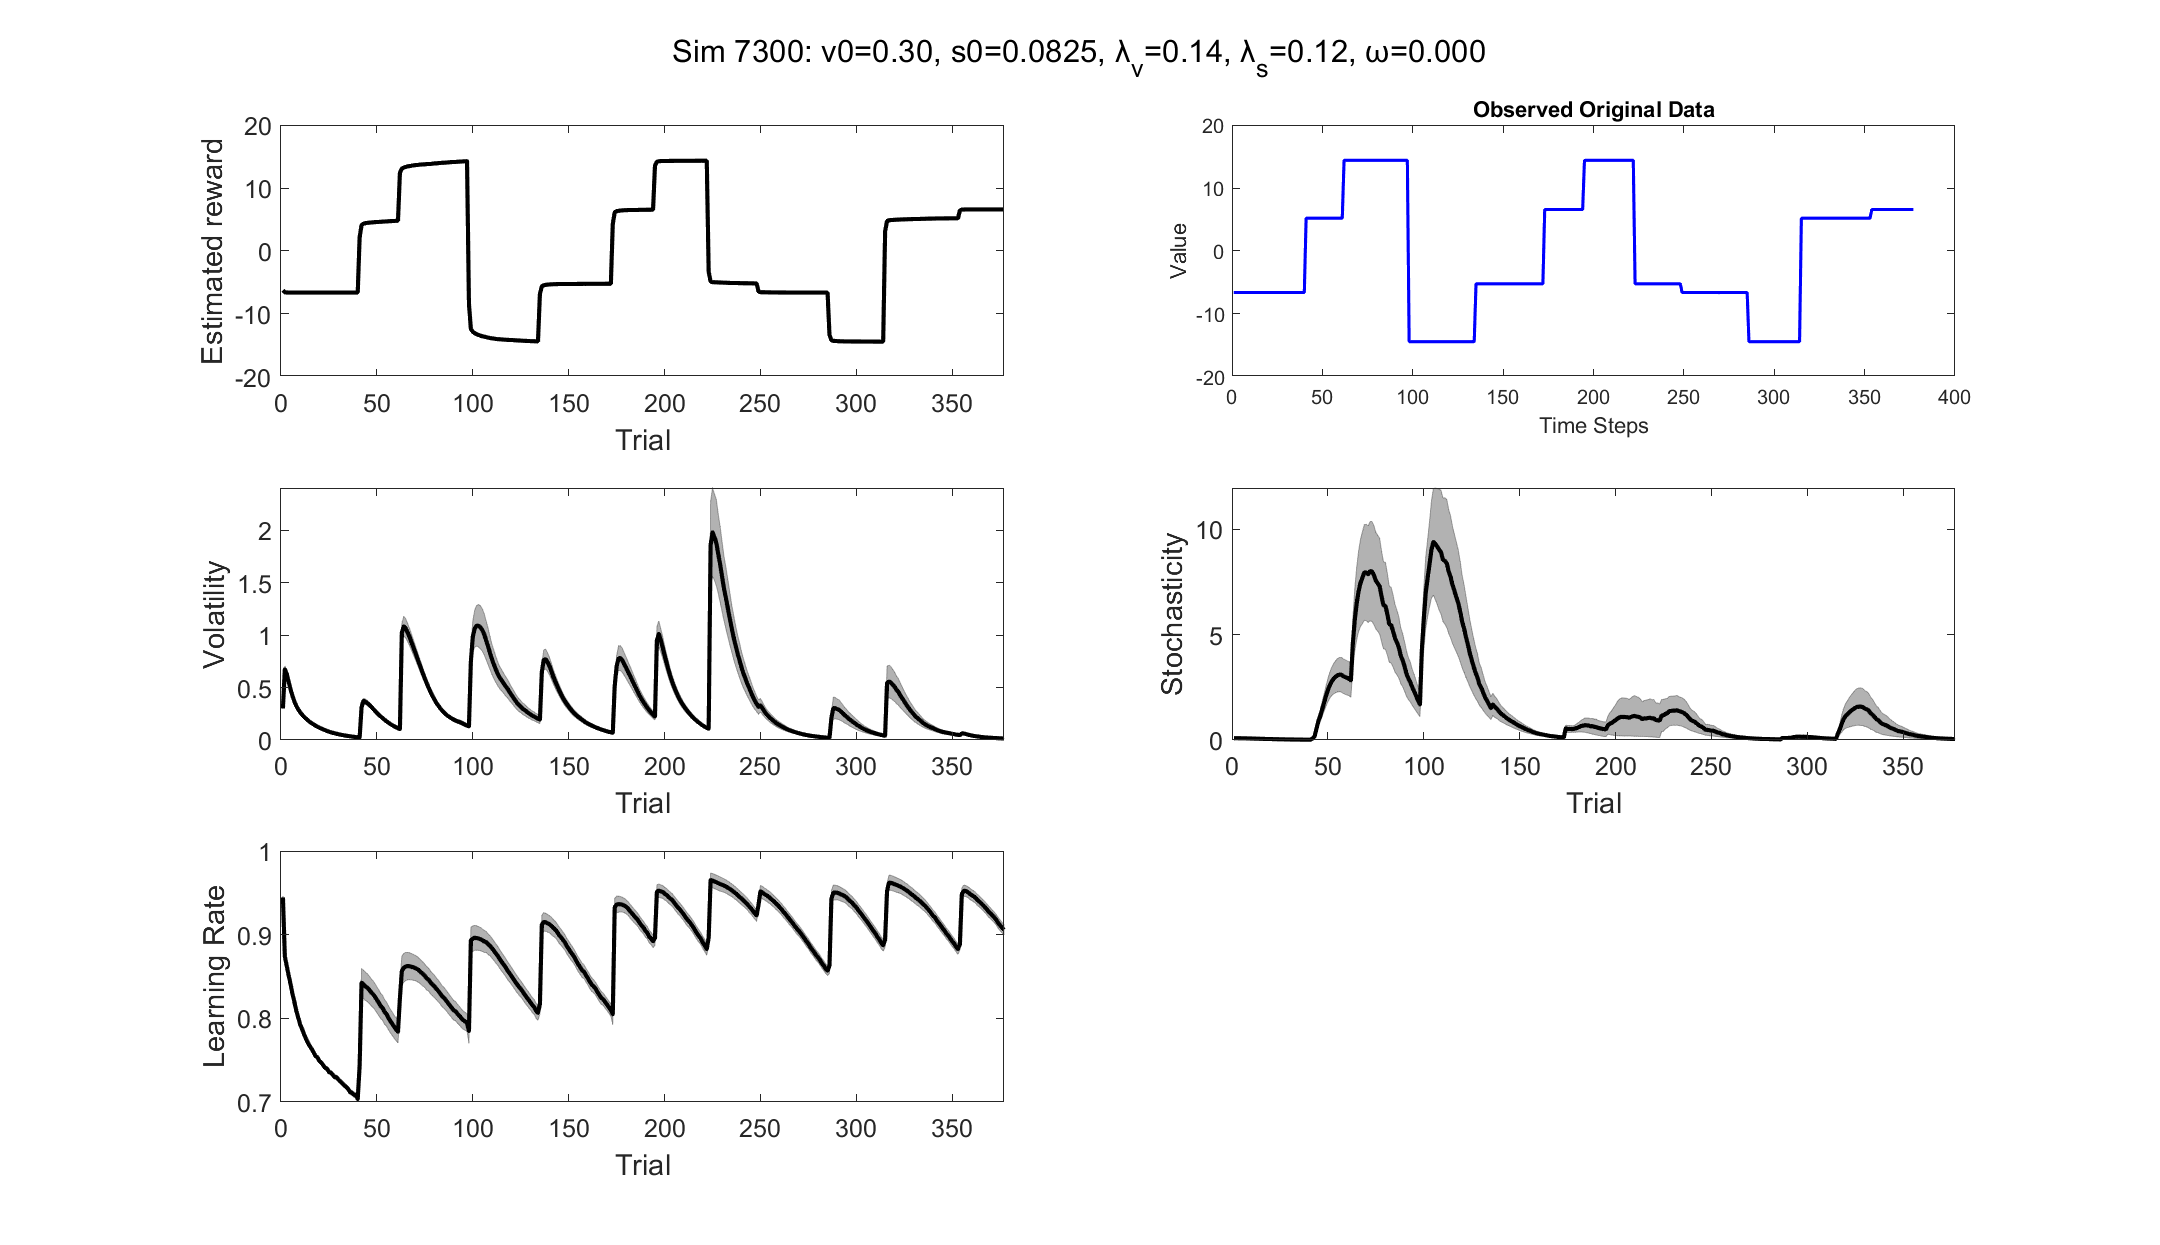 Sim 7300: v0=0.30, s0=0.0825, λ_v=0.14, λ_s=0.12, ω=0.000
Estimated reward
20
10
0
-10
-20
0 50 100 150 200 250 300 350
Trial
Observed Original Data
Value
20
10
0
-10
-20
0 50 100 150 200 250 300 350 400
Time Steps
Volatility
2
1.5
1
0.5
0
0 50 100 150 200 250 300 350
Trial
Stochasticity
10
5
0
0 50 100 150 200 250 300 350
Trial
Learning Rate
1
0.9
0.8
0.7
0 50 100 150 200 250 300 350
Trial